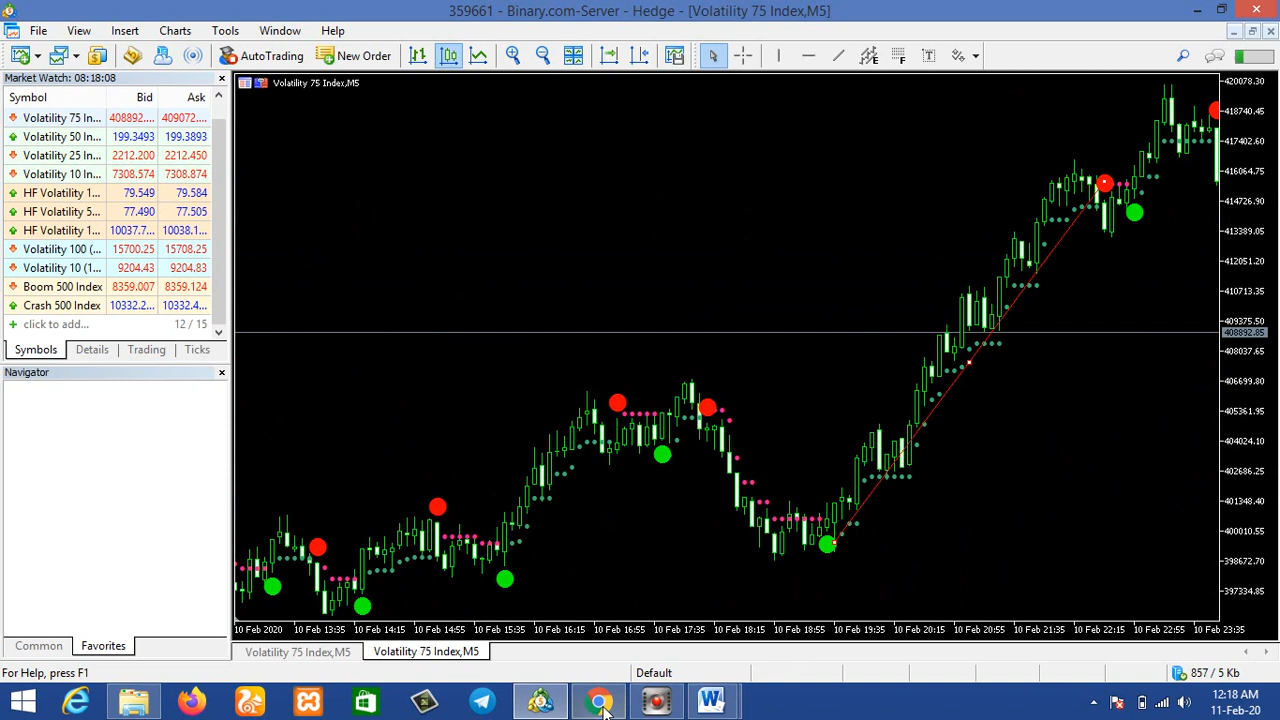 359661 - Binary.com-Server - Hedge - [Volatility 75 Index,M5]
File View Insert Charts Tools Window Help
AutoTrading New Order
Market Watch: 08:18:08
Symbol Bid Ask
Volatility 75 In... 408892.... 409072....
Volatility 50 In... 199.3493 199.3893
Volatility 25 In... 2212.200 2212.450
Volatility 10 In... 7308.574 7308.874
HF Volatility 1... 79.549 79.584
HF Volatility 5... 77.490 77.505
HF Volatility 1... 10037.7... 10038.1...
Volatility 100 (... 15700.25 15708.25
Volatility 10 (1... 9204.43 9204.83
Boom 500 Index 8359.007 8359.124
Crash 500 Index 10332.2... 10332.4...
click to add... 12 / 15
Symbols Details Trading Ticks
Navigator
Common Favorites
Volatility 75 Index,M5
420078.30
418740.45
417402.60
416064.75
414726.90
413389.05
412051.20
410713.35
409375.50
408892.85
408037.65
406699.80
405361.95
404024.10
402686.25
401348.40
400010.55
398672.70
397334.85
10 Feb 2020 10 Feb 13:35 10 Feb 14:15 10 Feb 14:55 10 Feb 15:35 10 Feb 16:15 10 Feb 16:55 10 Feb 17:35 10 Feb 18:15 10 Feb 18:55 10 Feb 19:35 10 Feb 20:15 10 Feb 20:55 10 Feb 21:35 10 Feb 22:15 10 Feb 22:55 10 Feb 23:35
Volatility 75 Index,M5 Volatility 75 Index,M5
For Help, press F1 Default 857 / 5 Kb
12:18 AM
11-Feb-20